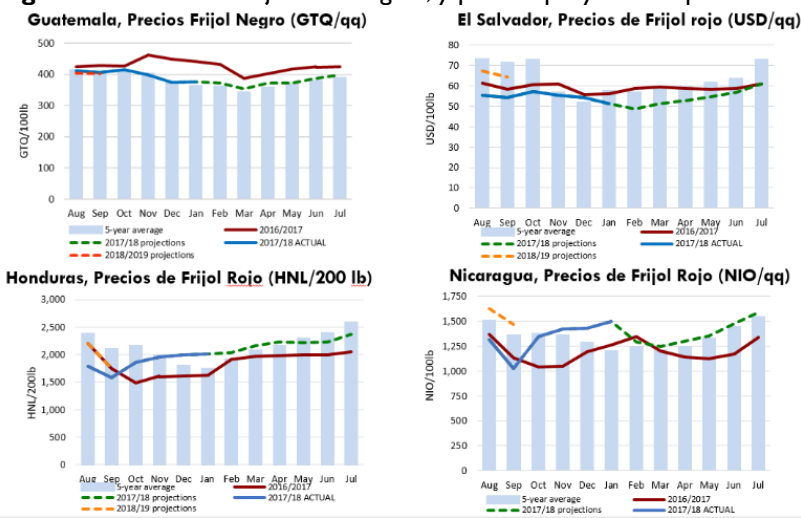 Guatemala, Precios Frijol Negro (GTQ/qq)
500
400
300
200
100
0
GTQ/100lb
Aug Sep Oct Nov Dec Jan Feb Mar Apr May Jun Jul
5-year average
2016/2017
2017/18 projections
2017/18 ACTUAL
2018/2019 projections
El Salvador, Precios de Frijol rojo (USD/qq)
80
70
60
50
40
30
20
10
0
USD/100lb
Aug Sep Oct Nov Dec Jan Feb Mar Apr May Jun Jul
5-year average
2016/2017
2017/18 projections
2017/18 ACTUAL
2018/19 projections
Honduras, Precios de Frijol Rojo (HNL/200 lb)
3,000
2,500
2,000
1,500
1,000
500
0
HNL/200lb
Aug Sep Oct Nov Dec Jan Feb Mar Apr May Jun Jul
5-year average
2016/2017
2017/18 projections
2017/18 ACTUAL
2018/19 projections
Nicaragua, Precios de Frijol Rojo (NIO/qq)
1,750
1,500
1,250
1,000
750
500
250
0
NIO/100lb
Aug Sep Oct Nov Dec Jan Feb Mar Apr May Jun Jul
5-year average
2016/2017
2017/18 projections
2017/18 ACTUAL